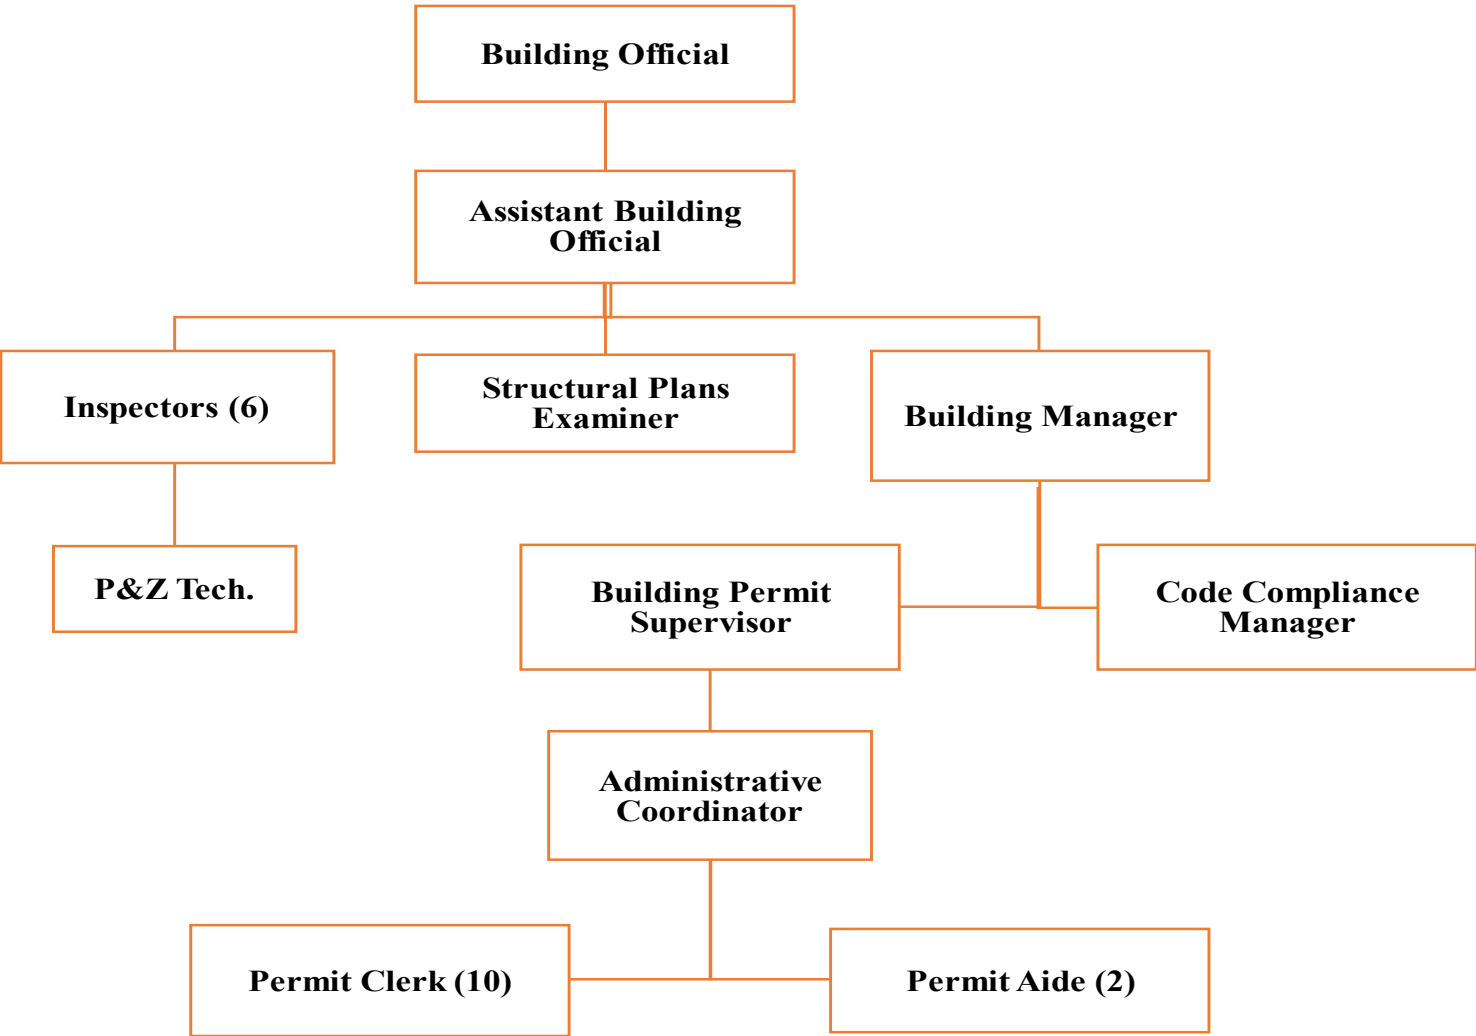 Building Official
Assistant Building
Official
Inspectors (6)
Structural Plans
Examiner
Building Manager
P&Z Tech.
Building Permit
Supervisor
Code Compliance
Manager
Administrative
Coordinator
Permit Clerk (10)
Permit Aide (2)